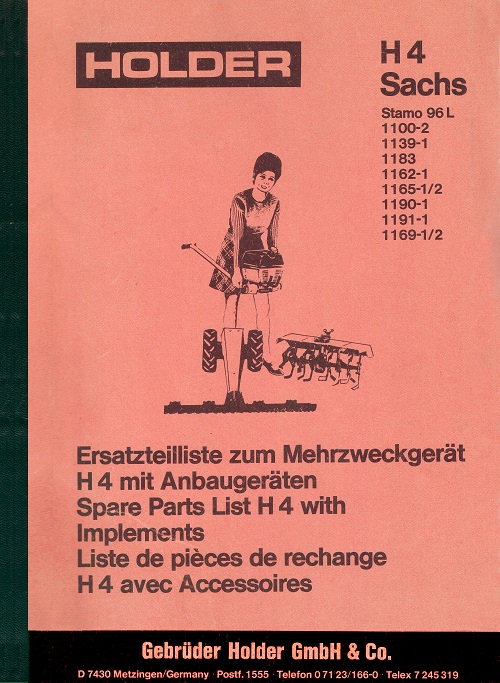 HOLDER
H 4
Sachs
Stamo 96 L
1100-2
1139-1
1183
1162-1
1165-1/2
1190-1
1191-1
1169-1/2
Ersatzteilliste zum Mehrzweckgerät
H 4 mit Anbaugeräten
Spare Parts List H 4 with
Implements
Liste de pièces de rechange
H 4 avec Accessoires
Gebrüder Holder GmbH & Co.
D 7430 Metzingen/Germany · Postf. 1555 · Telefon 0 71 23/166-0 · Telex 7 245 319